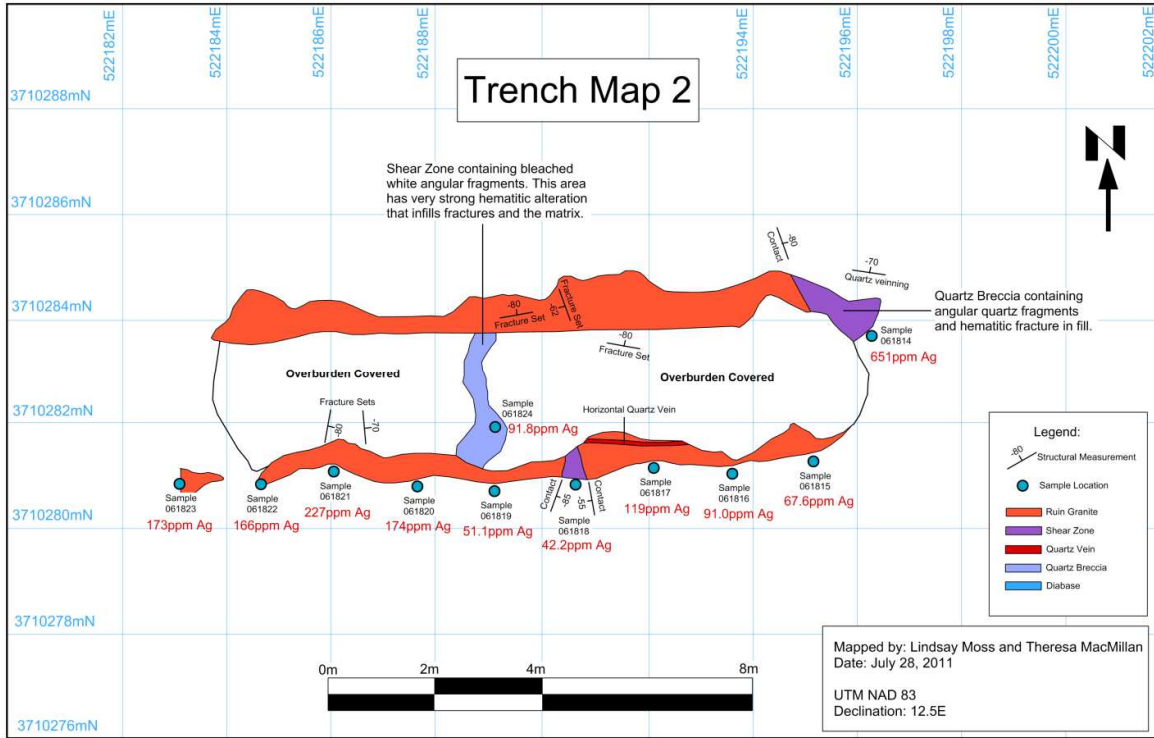 522182mE
522184mE
522186mE
522188mE
522194mE
522196mE
522198mE
522200mE
522202mE
Trench Map 2
3710288mN
3710286mN
3710284mN
3710282mN
3710280mN
3710278mN
3710276mN
N
Shear Zone containing bleached
white angular fragments. This area
has very strong hematitic alteration
that infills fractures and the matrix.
-80
Contact
-70
Quartz veinning
Quartz Breccia containing
angular quartz fragments
and hematitic fracture in fill.
-80
Fracture Set
-62
Fracture Set
-80
Fracture Set
Sample
061814
651ppm Ag
Overburden Covered
Overburden Covered
Fracture Sets
-80
-70
Sample
061824
91.8ppm Ag
Horizontal Quartz Vein
Sample
061823
173ppm Ag
Sample
061822
166ppm Ag
Sample
061821
227ppm Ag
Sample
061820
174ppm Ag
Sample
061819
51.1ppm Ag
Contact
-85
-55
Contact
Sample
061818
42.2ppm Ag
Sample
061817
119ppm Ag
Sample
061816
91.0ppm Ag
Sample
061815
67.6ppm Ag
Legend:
-80
Structural Measurement
Sample Location
Ruin Granite
Shear Zone
Quartz Vein
Quartz Breccia
Diabase
0m
2m
4m
8m
Mapped by: Lindsay Moss and Theresa MacMillan
Date: July 28, 2011
UTM NAD 83
Declination: 12.5E